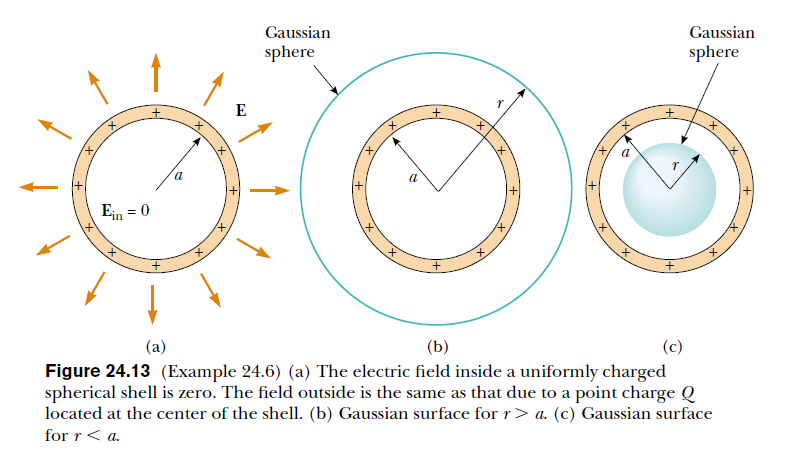 Gaussian
sphere
Gaussian
sphere
E
r
a
a
a
r
E_in = 0
+ + + + + + + + + + + +
+ + + + + + + + + + + +
+ + + + + + + + + + + +
(a)
(b)
(c)
Figure 24.13 (Example 24.6) (a) The electric field inside a uniformly charged
spherical shell is zero. The field outside is the same as that due to a point charge Q
located at the center of the shell. (b) Gaussian surface for r > a. (c) Gaussian surface
for r < a.